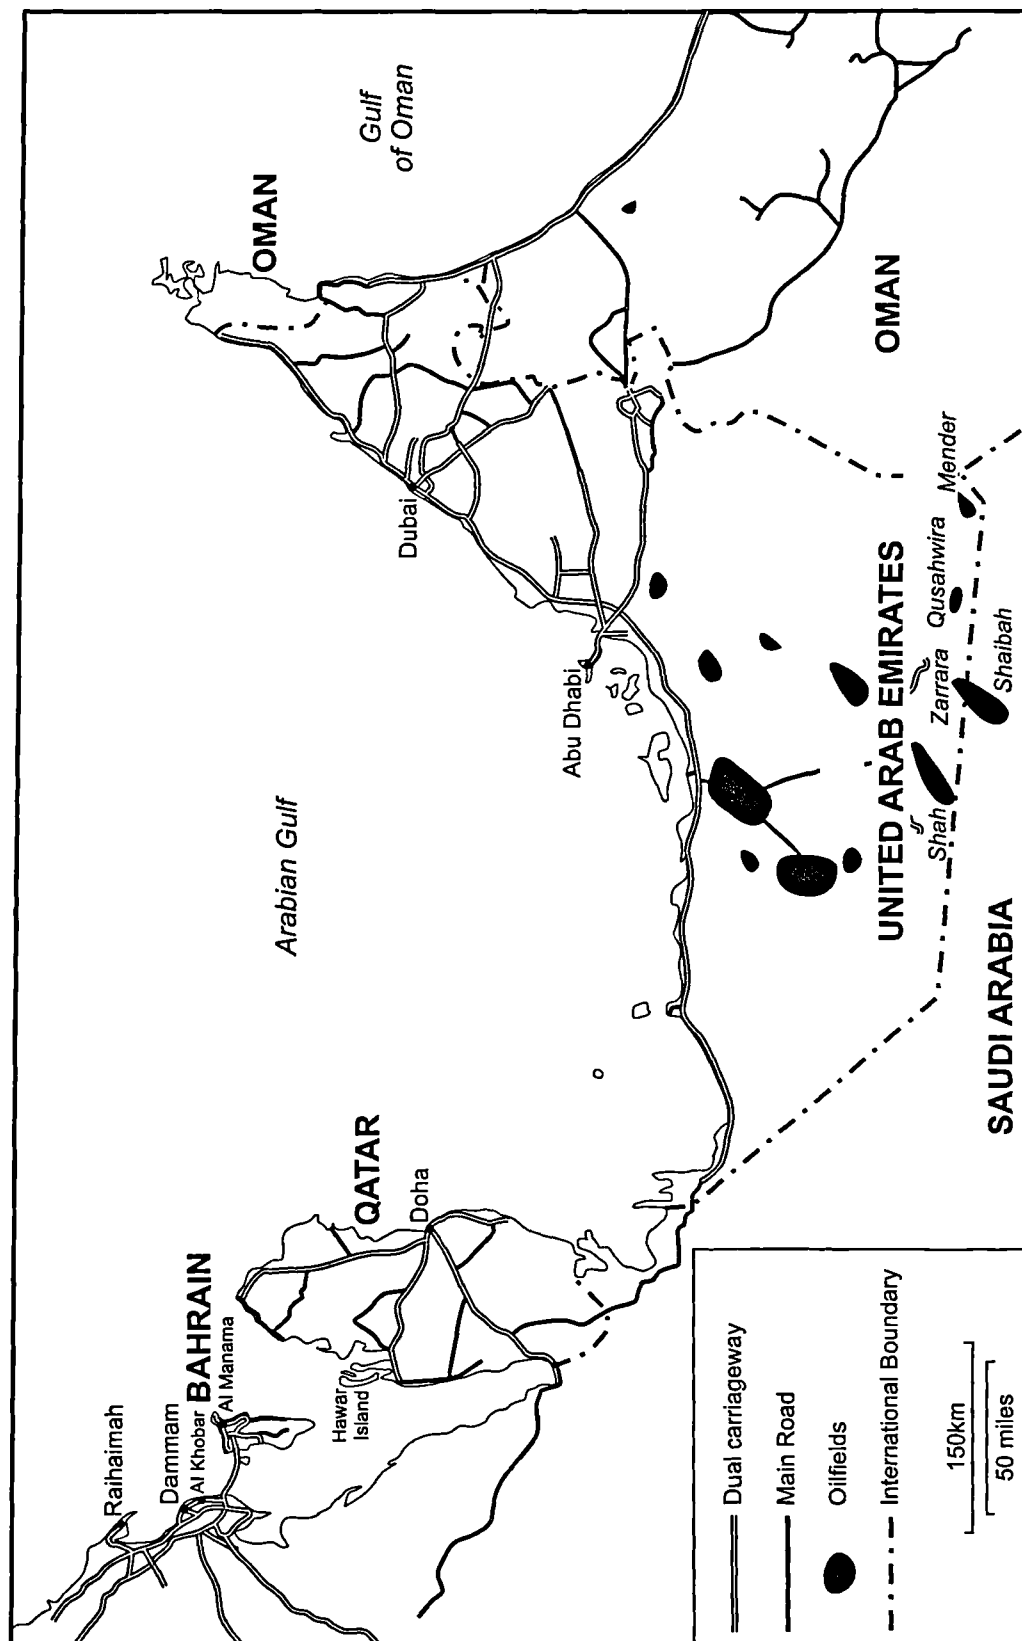 Raihaimah
Dammam
Al Khobar
BAHRAIN
Al Manama
Hawar
Island
QATAR
Doha
Arabian Gulf
Gulf
of Oman
OMAN
Dubai
Abu Dhabi
OMAN
UNITED ARAB EMIRATES
Mender
Qusahwira
Zarrara
Shaibah
Shah
SAUDI ARABIA
Dual carriageway
Main Road
Oilfields
International Boundary
150km
50 miles